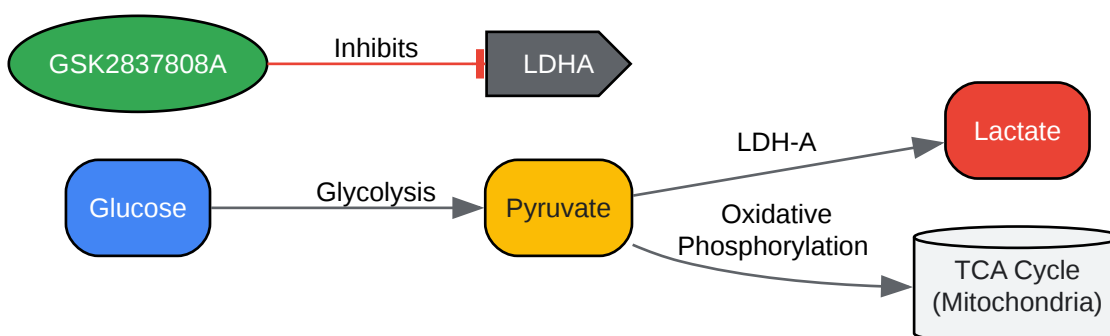 GSK2837808A
Inhibits
LDHA
Glucose
Glycolysis
Pyruvate
LDH-A
Lactate
Oxidative
Phosphorylation
TCA Cycle
(Mitochondria)